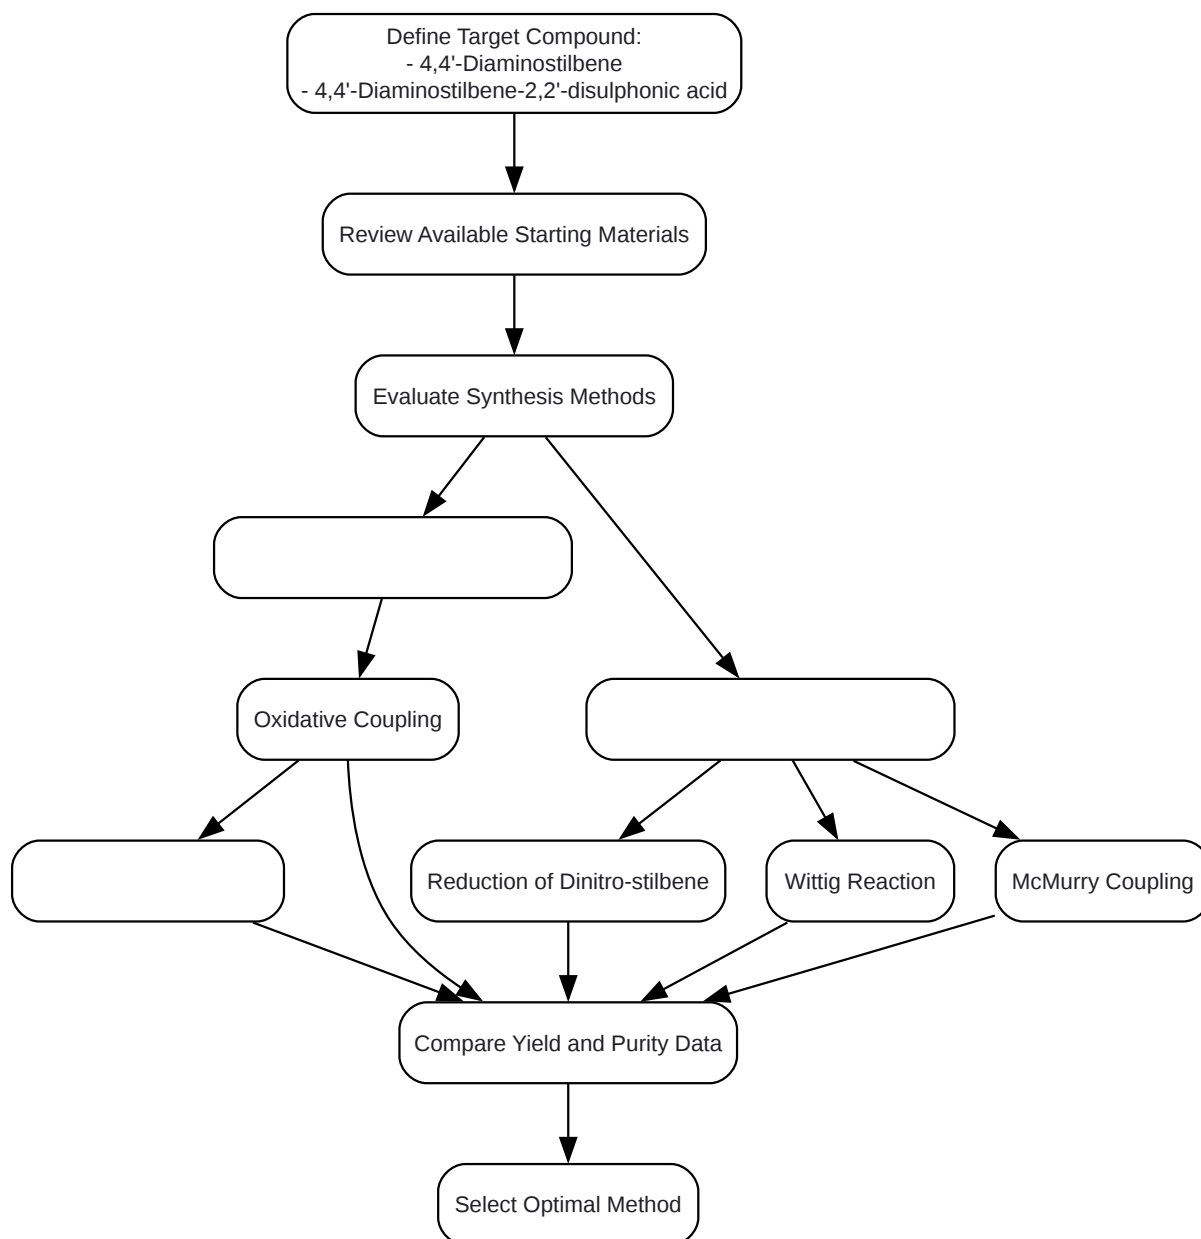 Define Target Compound:
- 4,4'-Diaminostilbene
- 4,4'-Diaminostilbene-2,2'-disulphonic acid
Review Available Starting Materials
Evaluate Synthesis Methods
Oxidative Coupling
Reduction of Dinitro-stilbene
Wittig Reaction
McMurry Coupling
Compare Yield and Purity Data
Select Optimal Method